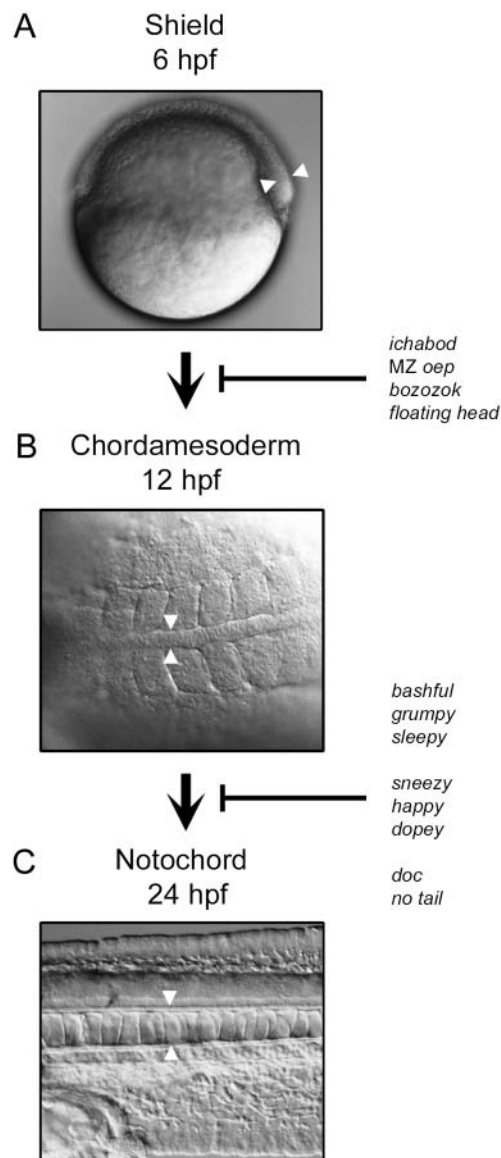 A
Shield
6 hpf
ichabod
MZ oep
bozozok
floating head
B
Chordamesoderm
12 hpf
bashful
grumpy
sleepy
sneezy
happy
dopey
doc
no tail
C
Notochord
24 hpf